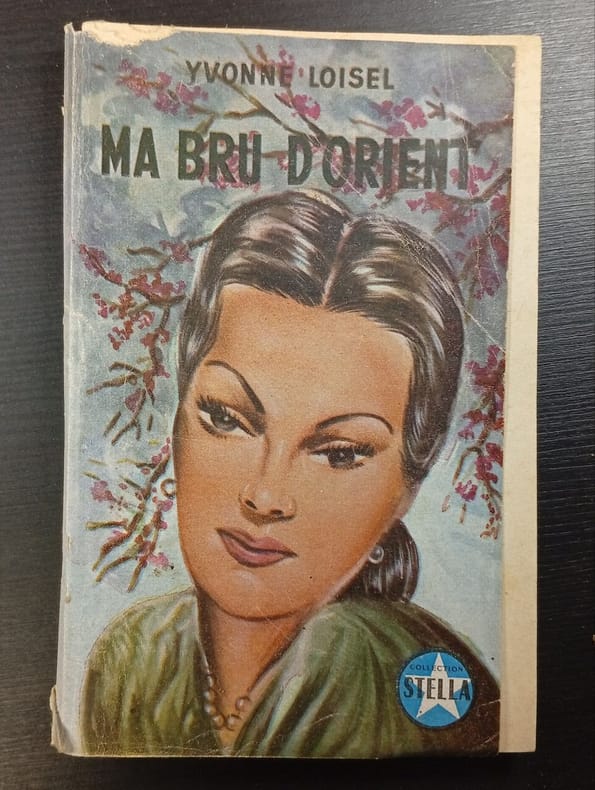 YVONNE LOISEL
MA BRU D'ORIENT
COLLECTION
STELLA